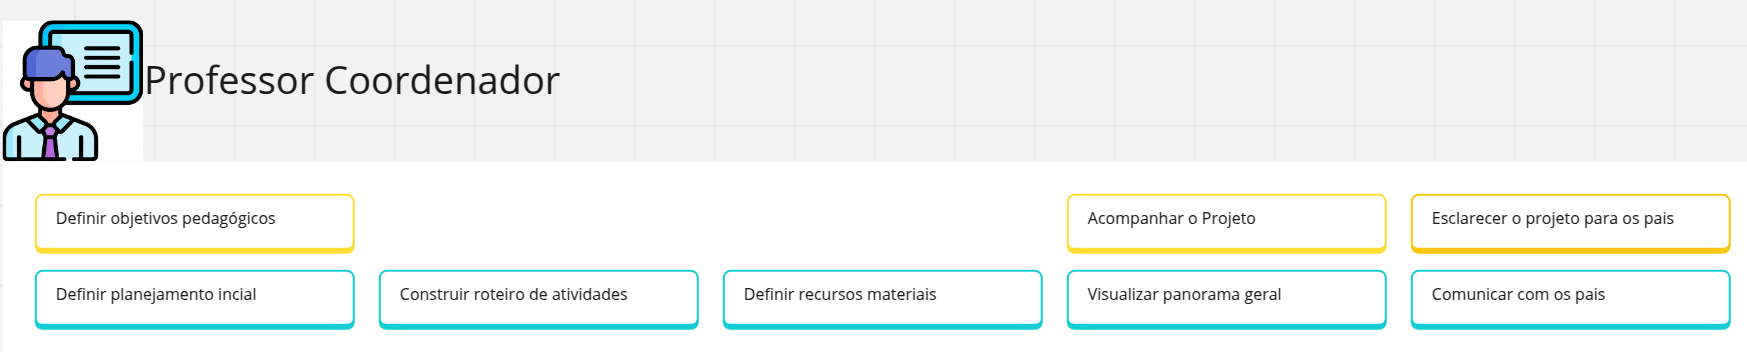 Professor Coordenador
Definir objetivos pedagógicos
Acompanhar o Projeto
Esclarecer o projeto para os pais
Definir planejamento incial
Construir roteiro de atividades
Definir recursos materiais
Visualizar panorama geral
Comunicar com os pais